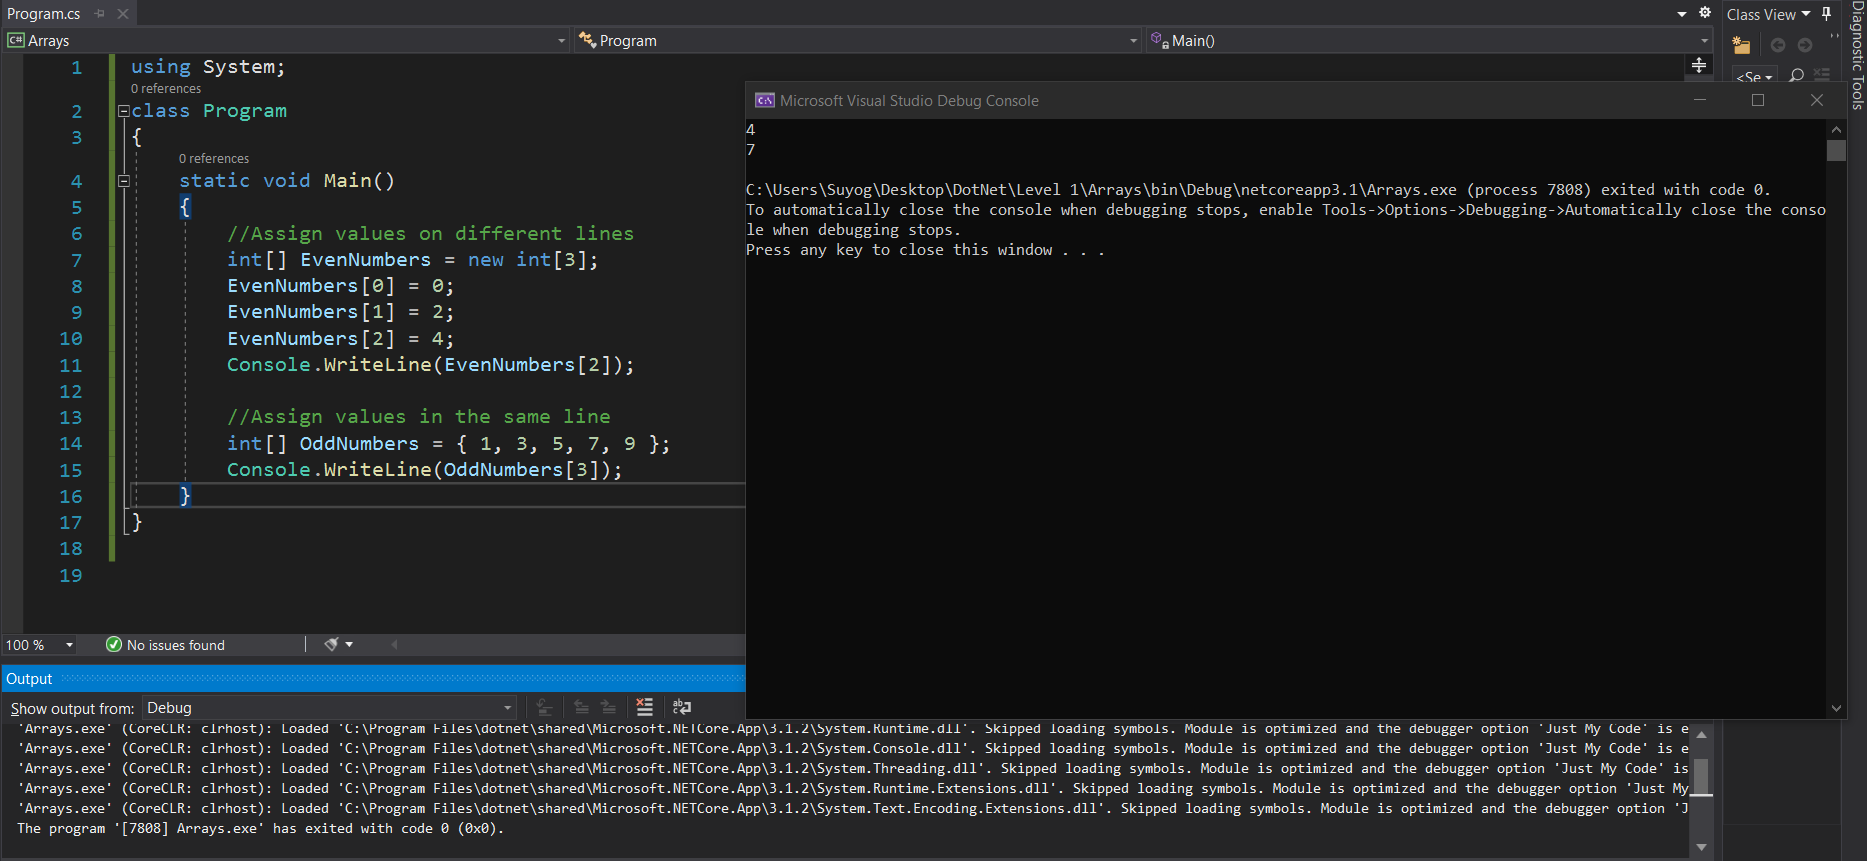 Program.cs
Class View
Diagnostic Tools
C# Arrays
Program
Main()
<Se
1 using System;
0 references
2 class Program
3 {
0 references
4 static void Main()
5 {
6 //Assign values on different lines
7 int[] EvenNumbers = new int[3];
8 EvenNumbers[0] = 0;
9 EvenNumbers[1] = 2;
10 EvenNumbers[2] = 4;
11 Console.WriteLine(EvenNumbers[2]);
12
13 //Assign values in the same line
14 int[] OddNumbers = { 1, 3, 5, 7, 9 };
15 Console.WriteLine(OddNumbers[3]);
16 }
17 }
18
19
100 %
No issues found
C:\ Microsoft Visual Studio Debug Console
4
7
C:\Users\Suyog\Desktop\DotNet\Level 1\Arrays\bin\Debug\netcoreapp3.1\Arrays.exe (process 7808) exited with code 0.
To automatically close the console when debugging stops, enable Tools->Options->Debugging->Automatically close the conso
le when debugging stops.
Press any key to close this window . . .
Output
Show output from: Debug
'Arrays.exe' (CoreCLR: clrhost): Loaded 'C:\Program Files\dotnet\shared\Microsoft.NETCore.App\3.1.2\System.Runtime.dll'. Skipped loading symbols. Module is optimized and the debugger option 'Just My Code' is e
'Arrays.exe' (CoreCLR: clrhost): Loaded 'C:\Program Files\dotnet\shared\Microsoft.NETCore.App\3.1.2\System.Console.dll'. Skipped loading symbols. Module is optimized and the debugger option 'Just My Code' is e
'Arrays.exe' (CoreCLR: clrhost): Loaded 'C:\Program Files\dotnet\shared\Microsoft.NETCore.App\3.1.2\System.Threading.dll'. Skipped loading symbols. Module is optimized and the debugger option 'Just My Code' is
'Arrays.exe' (CoreCLR: clrhost): Loaded 'C:\Program Files\dotnet\shared\Microsoft.NETCore.App\3.1.2\System.Runtime.Extensions.dll'. Skipped loading symbols. Module is optimized and the debugger option 'Just My
'Arrays.exe' (CoreCLR: clrhost): Loaded 'C:\Program Files\dotnet\shared\Microsoft.NETCore.App\3.1.2\System.Text.Encoding.Extensions.dll'. Skipped loading symbols. Module is optimized and the debugger option 'J
The program '[7808] Arrays.exe' has exited with code 0 (0x0).